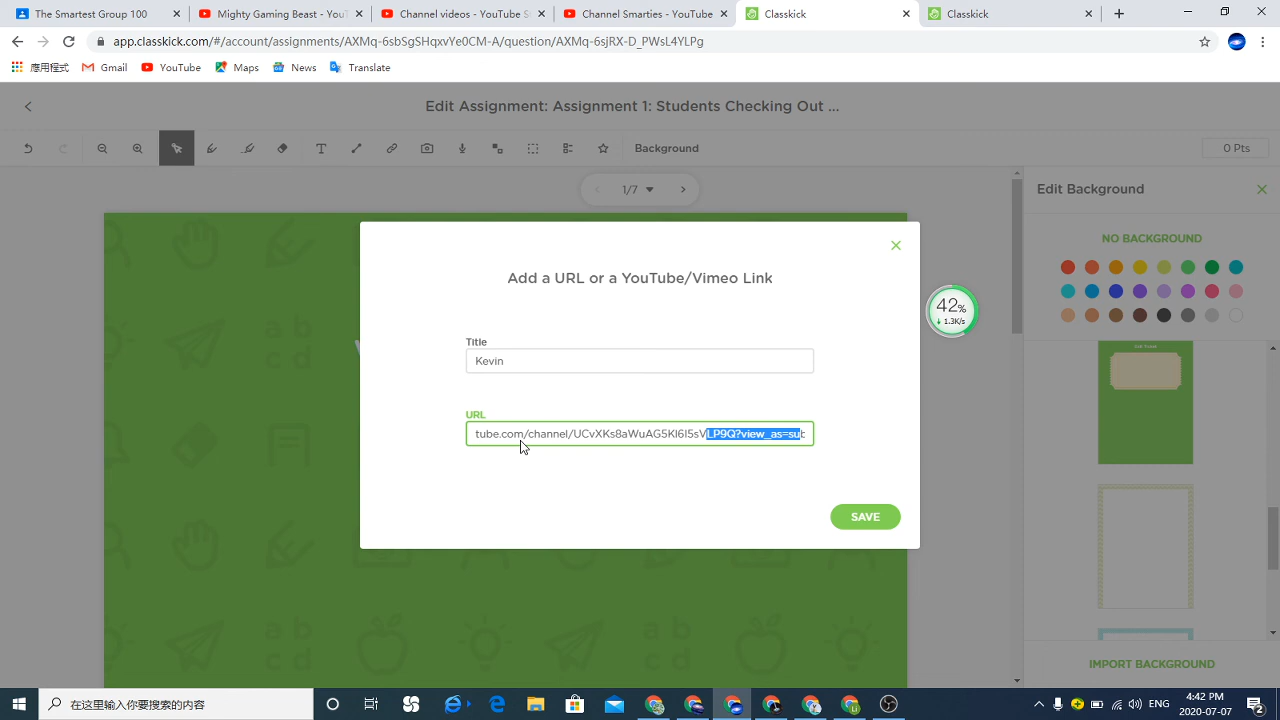 The Smartest Group 100
Mighty Gaming Beast - YouT
Channel videos - YouTube S
Channel Smarties - YouTube
Classkick
Classkick
app.classkick.com/#/account/assignments/AXMq-6sbSgSHqxvYe0CM-A/question/AXMq-6sjRX-D_PWsL4YLPg
應用程式
Gmail
YouTube
Maps
News
Translate
Edit Assignment: Assignment 1: Students Checking Out ...
Background
0 Pts
1/7
Edit Background
NO BACKGROUND
Add a URL or a YouTube/Vimeo Link
42%
1.3K/s
Title
Kevin
URL
tube.com/channel/UCvXKs8aWuAG5KI6I5sVLP9Q?view_as=su
SAVE
ab
cd
ab
cd
IMPORT BACKGROUND
在这里输入你要搜索的内容
ENG
4:42 PM
2020-07-07